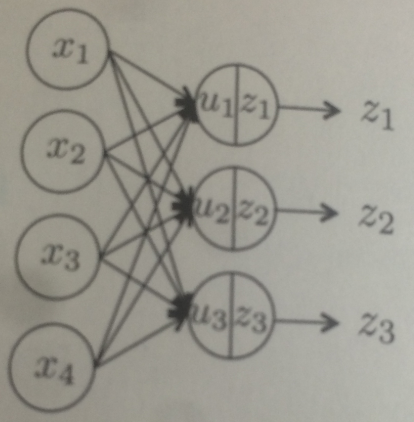 x₁
u₁ z₁ z₁
x₂
u₂ z₂ z₂
x₃
u₃ z₃ z₃
x₄